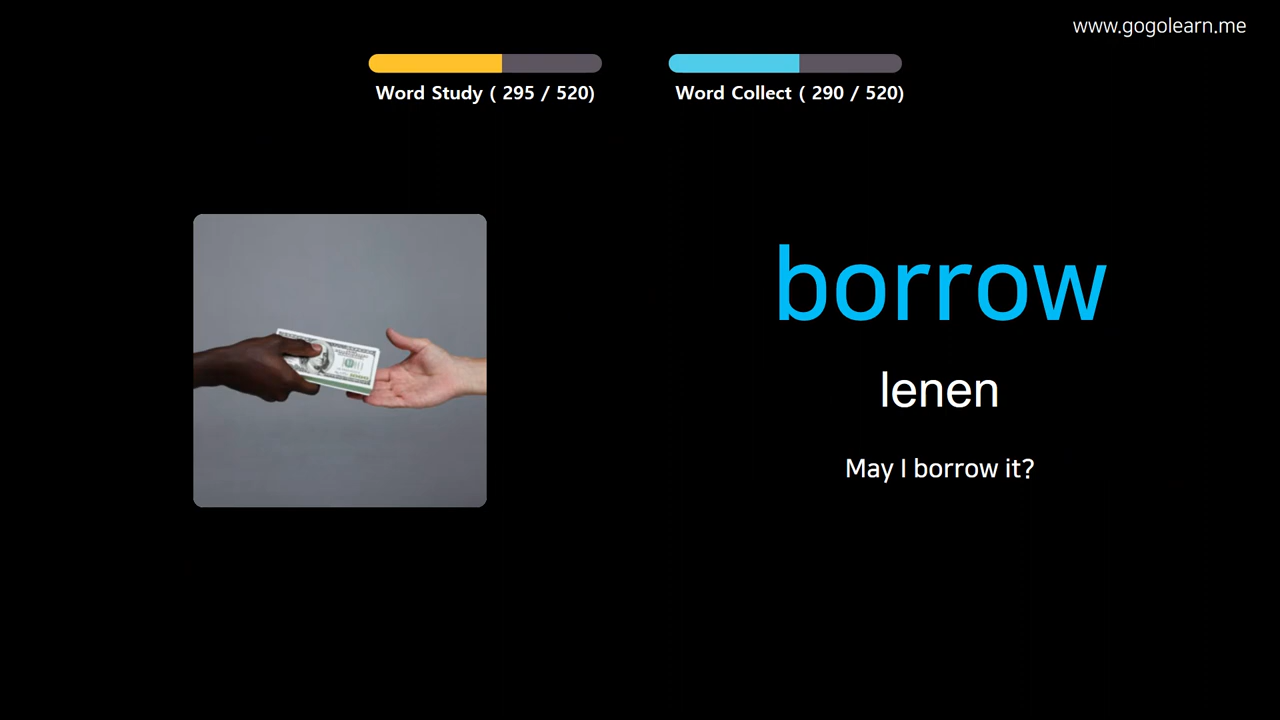 www.gogolearn.me
Word Study ( 295 / 520)
Word Collect ( 290 / 520)
borrow
lenen
May I borrow it?